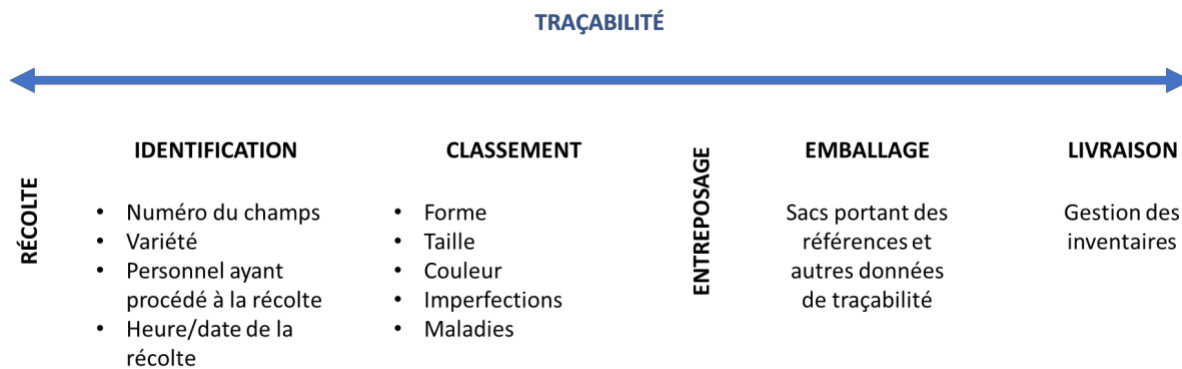 TRAÇABILITÉ
RÉCOLTE
IDENTIFICATION
• Numéro du champs
• Variété
• Personnel ayant
procédé à la récolte
• Heure/date de la
récolte
CLASSEMENT
• Forme
• Taille
• Couleur
• Imperfections
• Maladies
ENTREPOSAGE
EMBALLAGE
Sacs portant des
références et
autres données
de traçabilité
LIVRAISON
Gestion des
inventaires